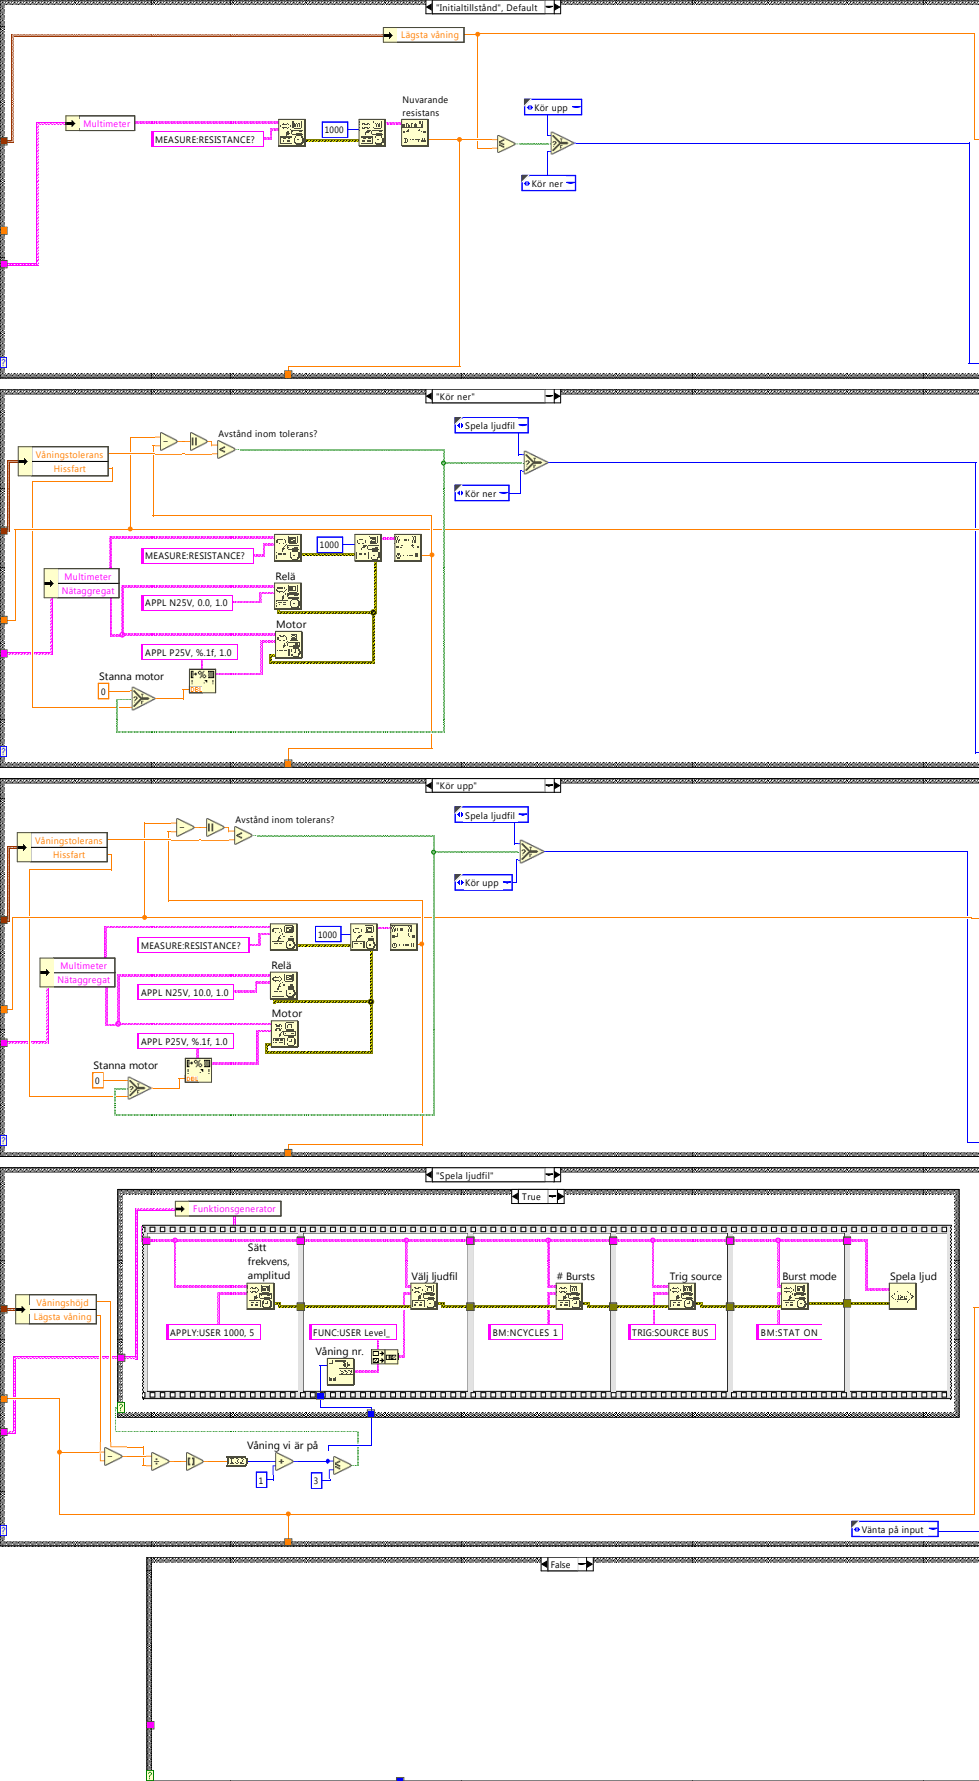 "Initialtillstånd", Default
Lägsta våning
Nuvarande
resistans
Kör upp
Multimeter
1000
MEASURE:RESISTANCE?
Kör ner
?
"Kör ner"
Spela ljudfil
Avstånd inom tolerans?
Våningstolerans
Hissfart
Kör ner
1000
MEASURE:RESISTANCE?
Multimeter
Nätaggregat
Relä
APPL N25V, 0.0, 1.0
Motor
APPL P25V, %.1f, 1.0
Stanna motor
0
?
"Kör upp"
Spela ljudfil
Avstånd inom tolerans?
Våningstolerans
Hissfart
Kör upp
1000
MEASURE:RESISTANCE?
Multimeter
Nätaggregat
Relä
APPL N25V, 10.0, 1.0
Motor
APPL P25V, %.1f, 1.0
Stanna motor
0
?
"Spela ljudfil"
True
Funktionsgenerator
Sätt
frekvens,
amplitud
Välj ljudfil
# Bursts
Trig source
Burst mode
Spela ljud
Våningshöjd
Lägsta våning
APPLY:USER 1000, 5
FUNC:USER Level_
BM:NCYCLES 1
TRIG:SOURCE BUS
BM:STAT ON
Våning nr.
?
Våning vi är på
I32
1
3
Vänta på input
?
False
?